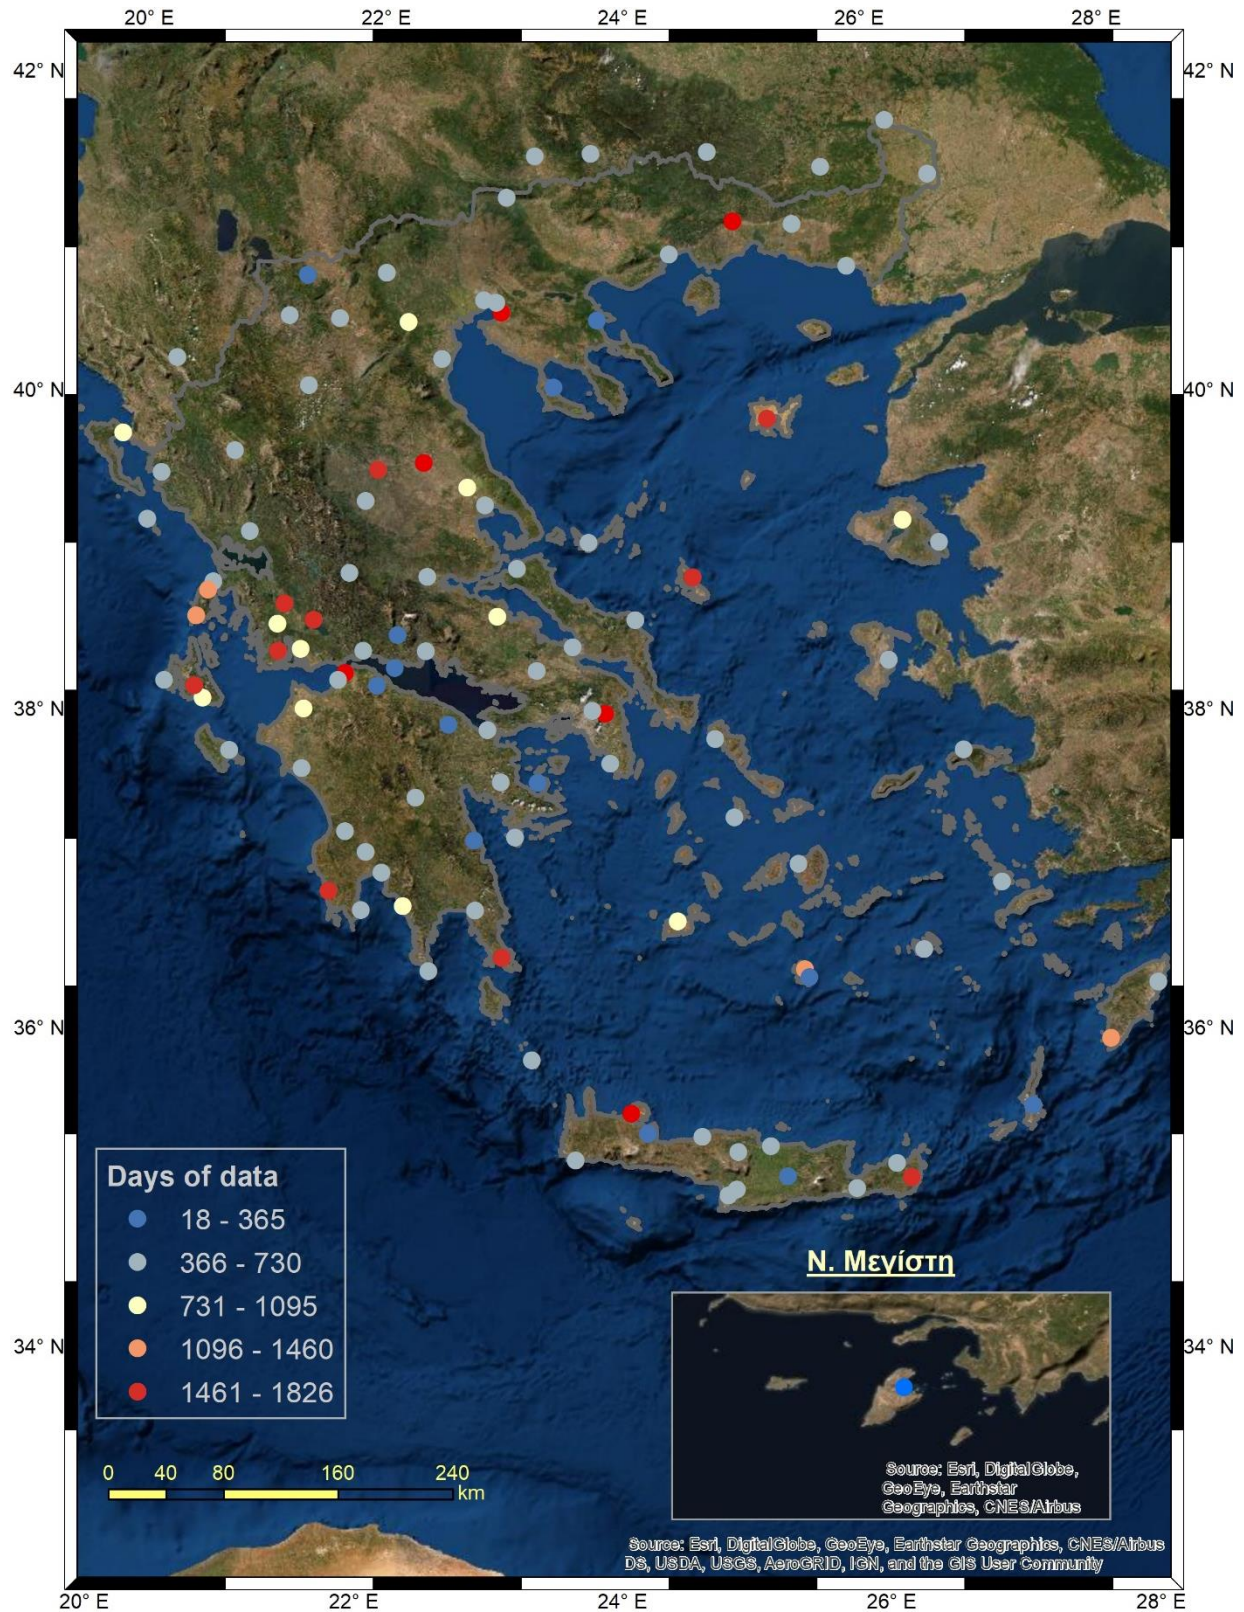 20° E 22° E 24° E 26° E 28° E
42° N 42° N
40° N 40° N
38° N 38° N
36° N 36° N
Days of data
18 - 365
366 - 730
731 - 1095
1096 - 1460
1461 - 1826
Ν. Μεγίστη
34° N 34° N
0 40 80 160 240
km
Source: Esri, DigitalGlobe,
GeoEye, Earthstar
Geographics, CNES/Airbus
Source: Esri, DigitalGlobe, GeoEye, Earthstar Geographics, CNES/Airbus
DS, USDA, USGS, AeroGRID, IGN, and the GIS User Community
20° E 22° E 24° E 26° E 28° E